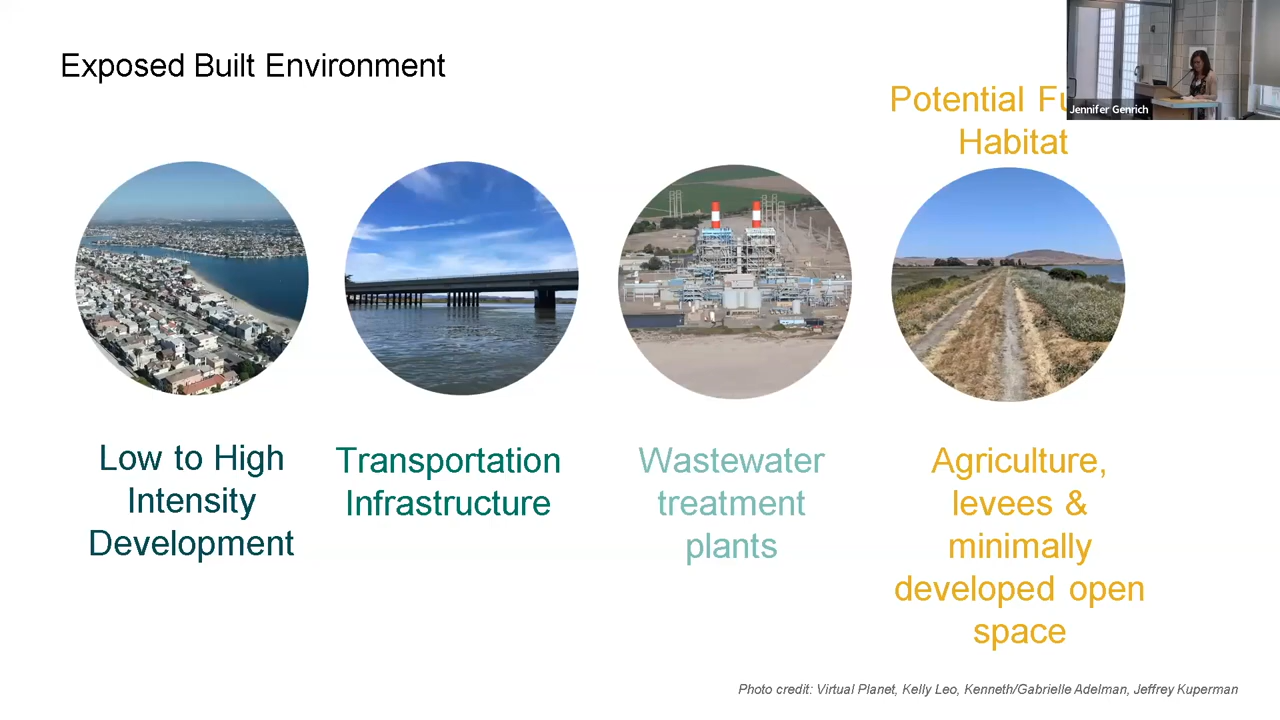 Exposed Built Environment
Potential
Habitat
Jennifer Genrich
Low to High
Intensity
Development
Transportation
Infrastructure
Wastewater
treatment
plants
Agriculture,
levees &
minimally
developed open
space
Photo credit: Virtual Planet, Kelly Leo, Kenneth/Gabrielle Adelman, Jeffrey Kuperman